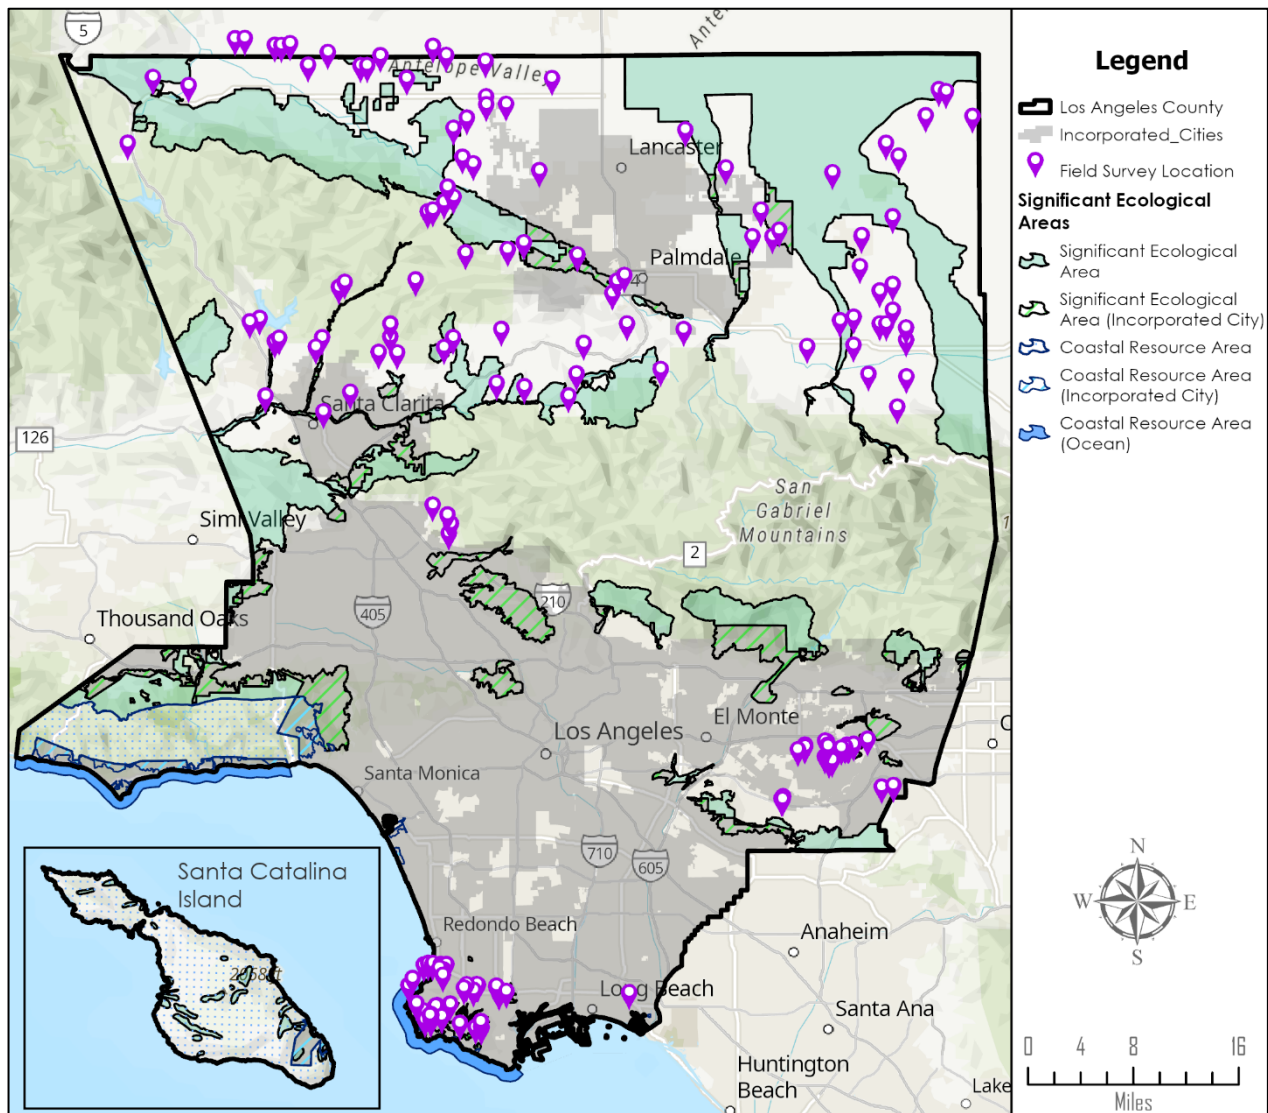 5
Ante
Antelope Valley
Lancaster
Palmdale
4
Santa Clarita
126
Simi Valley
San
Gabriel
Mountains
2
Thousand Oaks
405
210
El Monte
Los Angeles
Santa Monica
710
605
Redondo Beach
Long Beach
Anaheim
Santa Ana
Huntington
Beach
Lake
Santa Catalina
Island
Legend
Los Angeles County
Incorporated_Cities
Field Survey Location
Significant Ecological
Areas
Significant Ecological
Area
Significant Ecological
Area (Incorporated City)
Coastal Resource Area
Coastal Resource Area
(Incorporated City)
Coastal Resource Area
(Ocean)
N
W
E
S
0 4 8 16
Miles